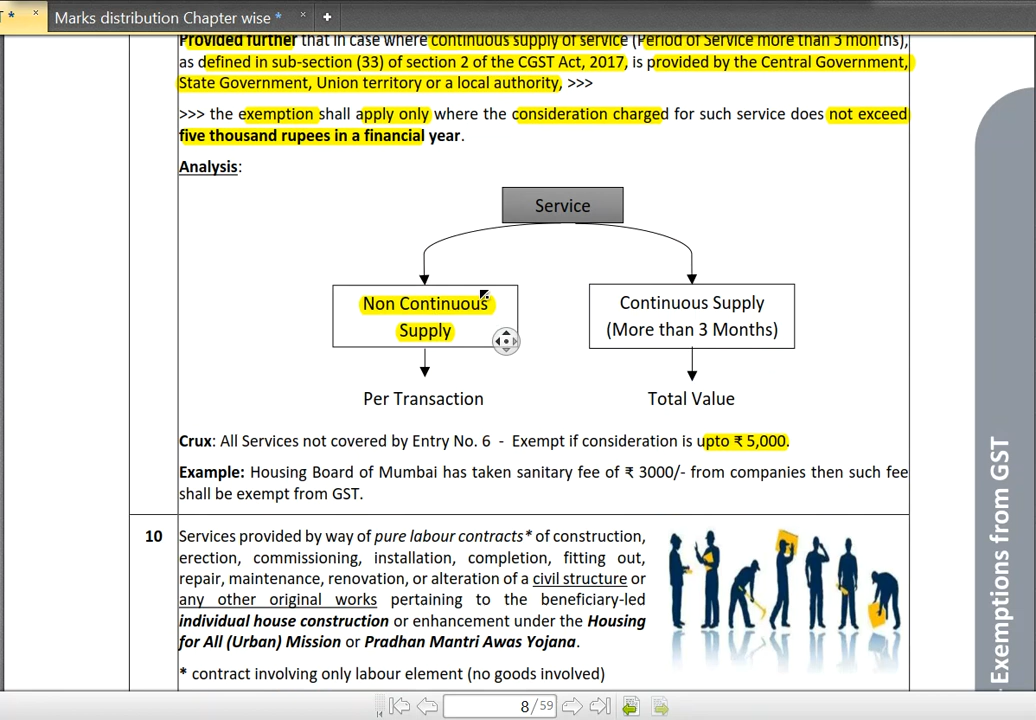 T *
Marks distribution Chapter wise *
Provided further that in case where continuous supply of service (Period of Service more than 3 months),
as defined in sub-section (33) of section 2 of the CGST Act, 2017, is provided by the Central Government,
State Government, Union territory or a local authority, >>>
>>> the exemption shall apply only where the consideration charged for such service does not exceed
five thousand rupees in a financial year.
Analysis:
Service
Non Continuous
Supply
Continuous Supply
(More than 3 Months)
Per Transaction
Total Value
Crux: All Services not covered by Entry No. 6 - Exempt if consideration is upto ₹ 5,000.
Example: Housing Board of Mumbai has taken sanitary fee of ₹ 3000/- from companies then such fee
shall be exempt from GST.
10
Services provided by way of pure labour contracts* of construction,
erection, commissioning, installation, completion, fitting out,
repair, maintenance, renovation, or alteration of a civil structure or
any other original works pertaining to the beneficiary-led
individual house construction or enhancement under the Housing
for All (Urban) Mission or Pradhan Mantri Awas Yojana.
* contract involving only labour element (no goods involved)
Exemptions from GST
8 / 59